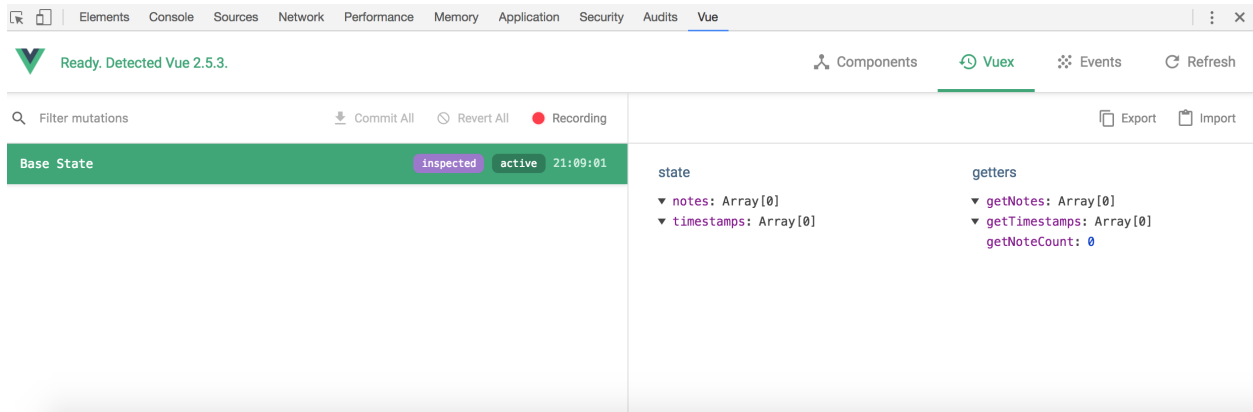 Elements Console Sources Network Performance Memory Application Security Audits Vue
Ready. Detected Vue 2.5.3. Components Vuex Events Refresh
Filter mutations Commit All Revert All Recording Export Import
Base State inspected active 21:09:01
state getters
notes: Array[0] getNotes: Array[0]
timestamps: Array[0] getTimestamps: Array[0]
getNoteCount: 0